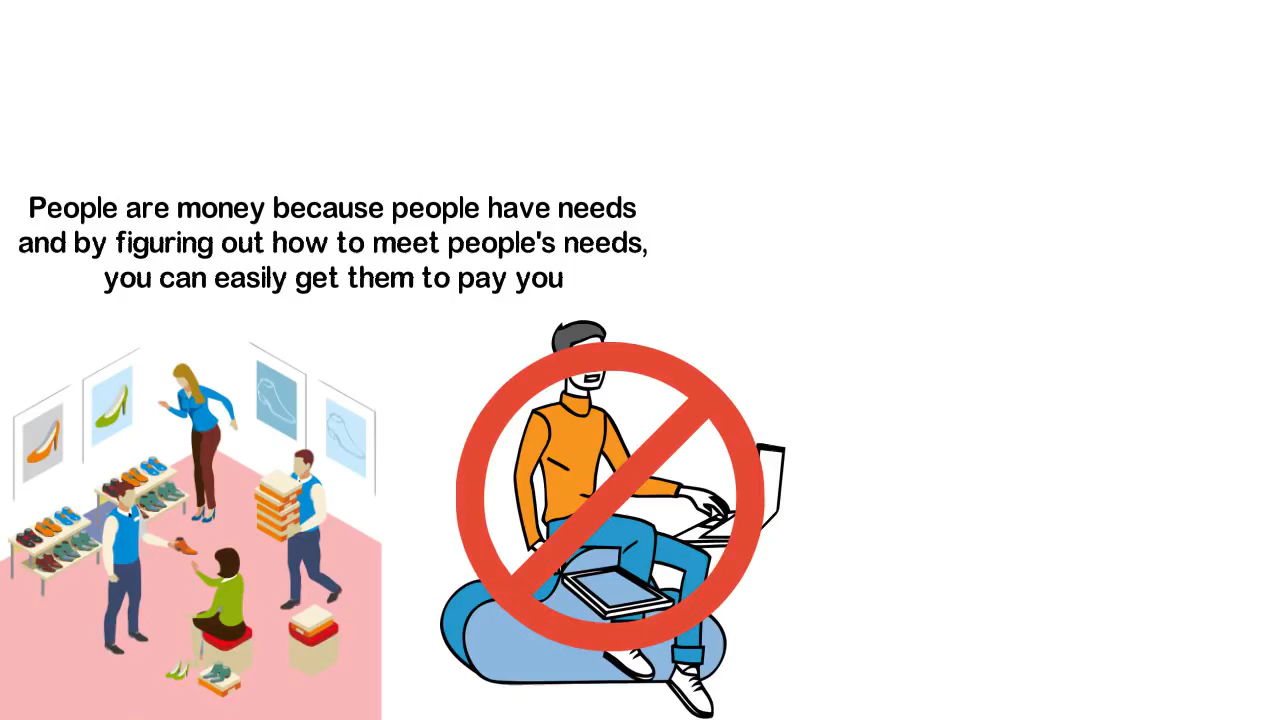 People are money because people have needs
and by figuring out how to meet people's needs,
you can easily get them to pay you